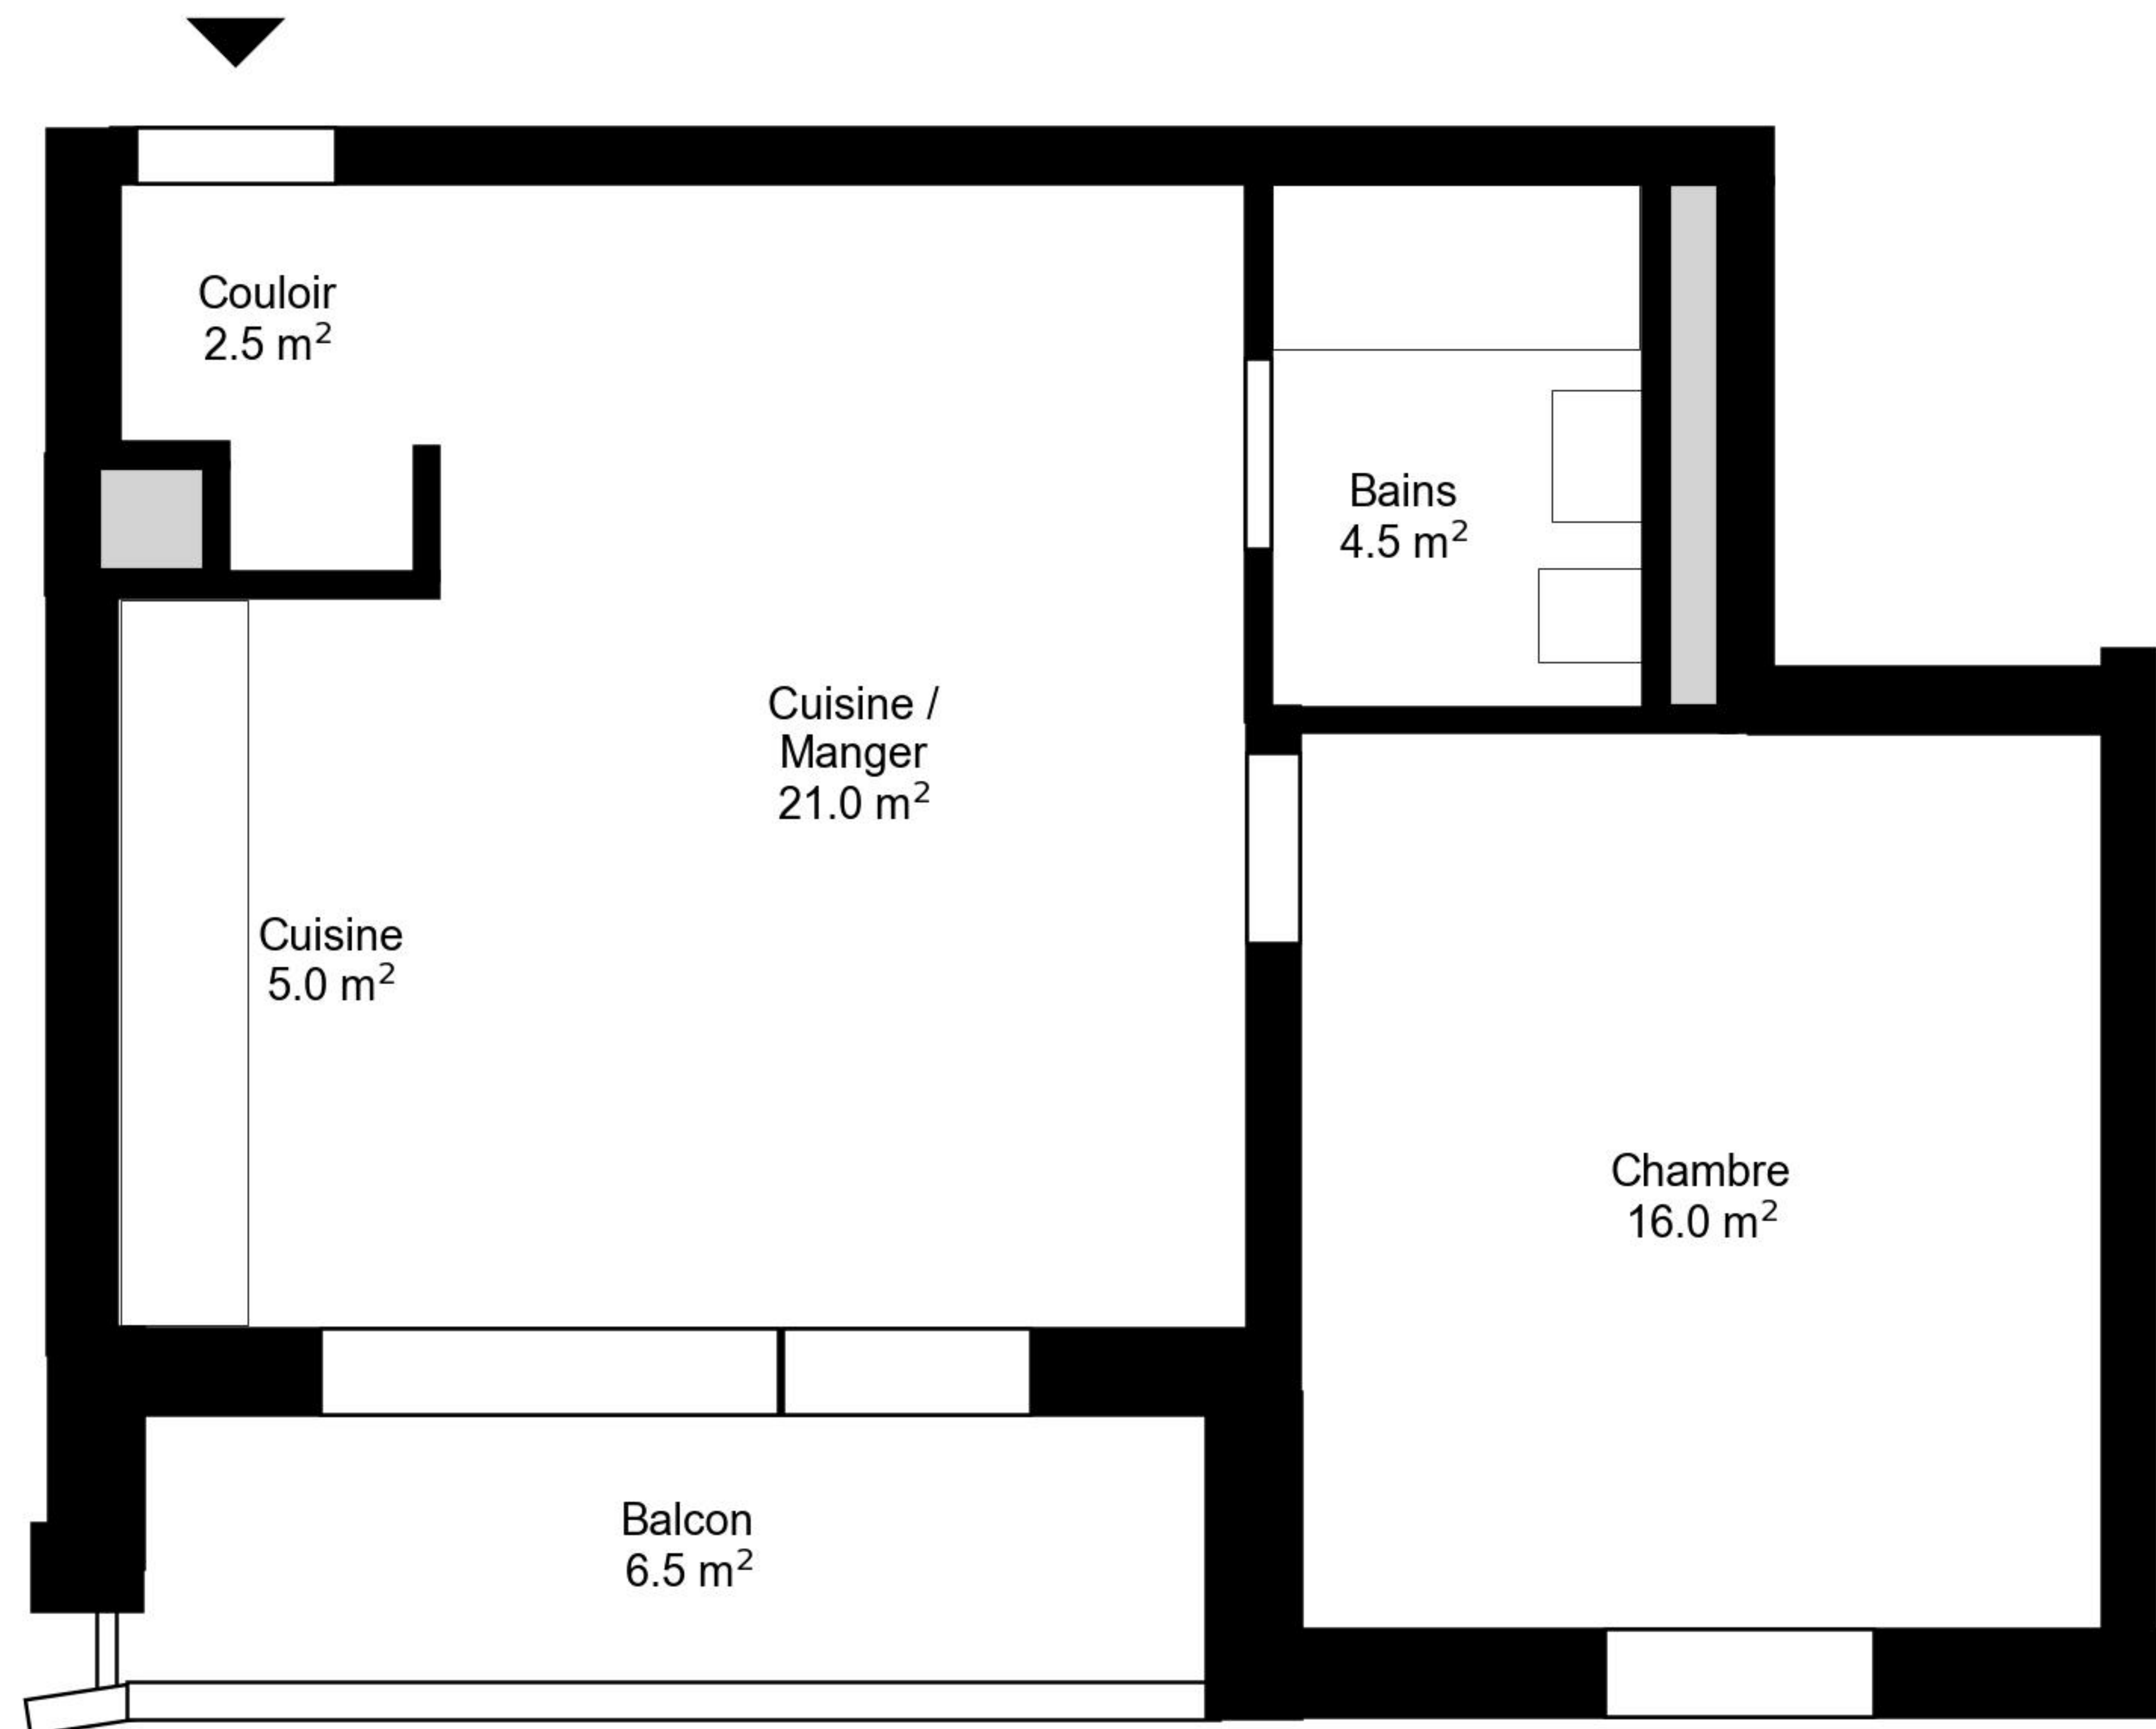 Couloir
2.5 m²
Bains
4.5 m²
Cuisine /
Manger
21.0 m²
Cuisine
5.0 m²
Chambre
16.0 m²
Balcon
6.5 m²